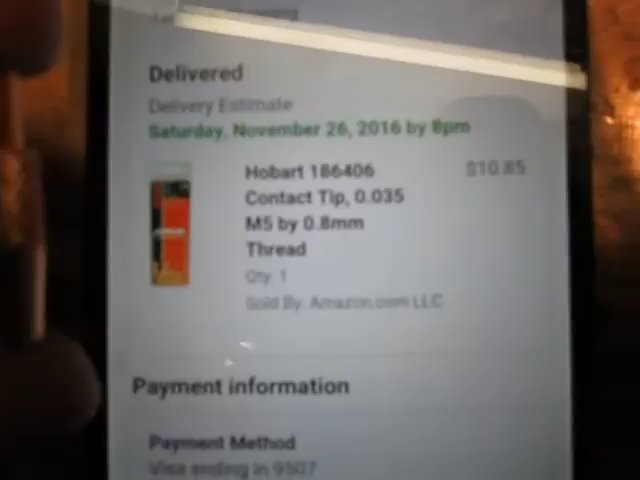 Delivered
Delivery Estimate
Saturday, November 26, 2016 by 8pm
Hobart 186406
$10.85
Contact Tip, 0.035
M5 by 0.8mm
Thread
Qty: 1
Sold By: Amazon.com LLC
Payment information
Payment Method
Visa ending in 9507